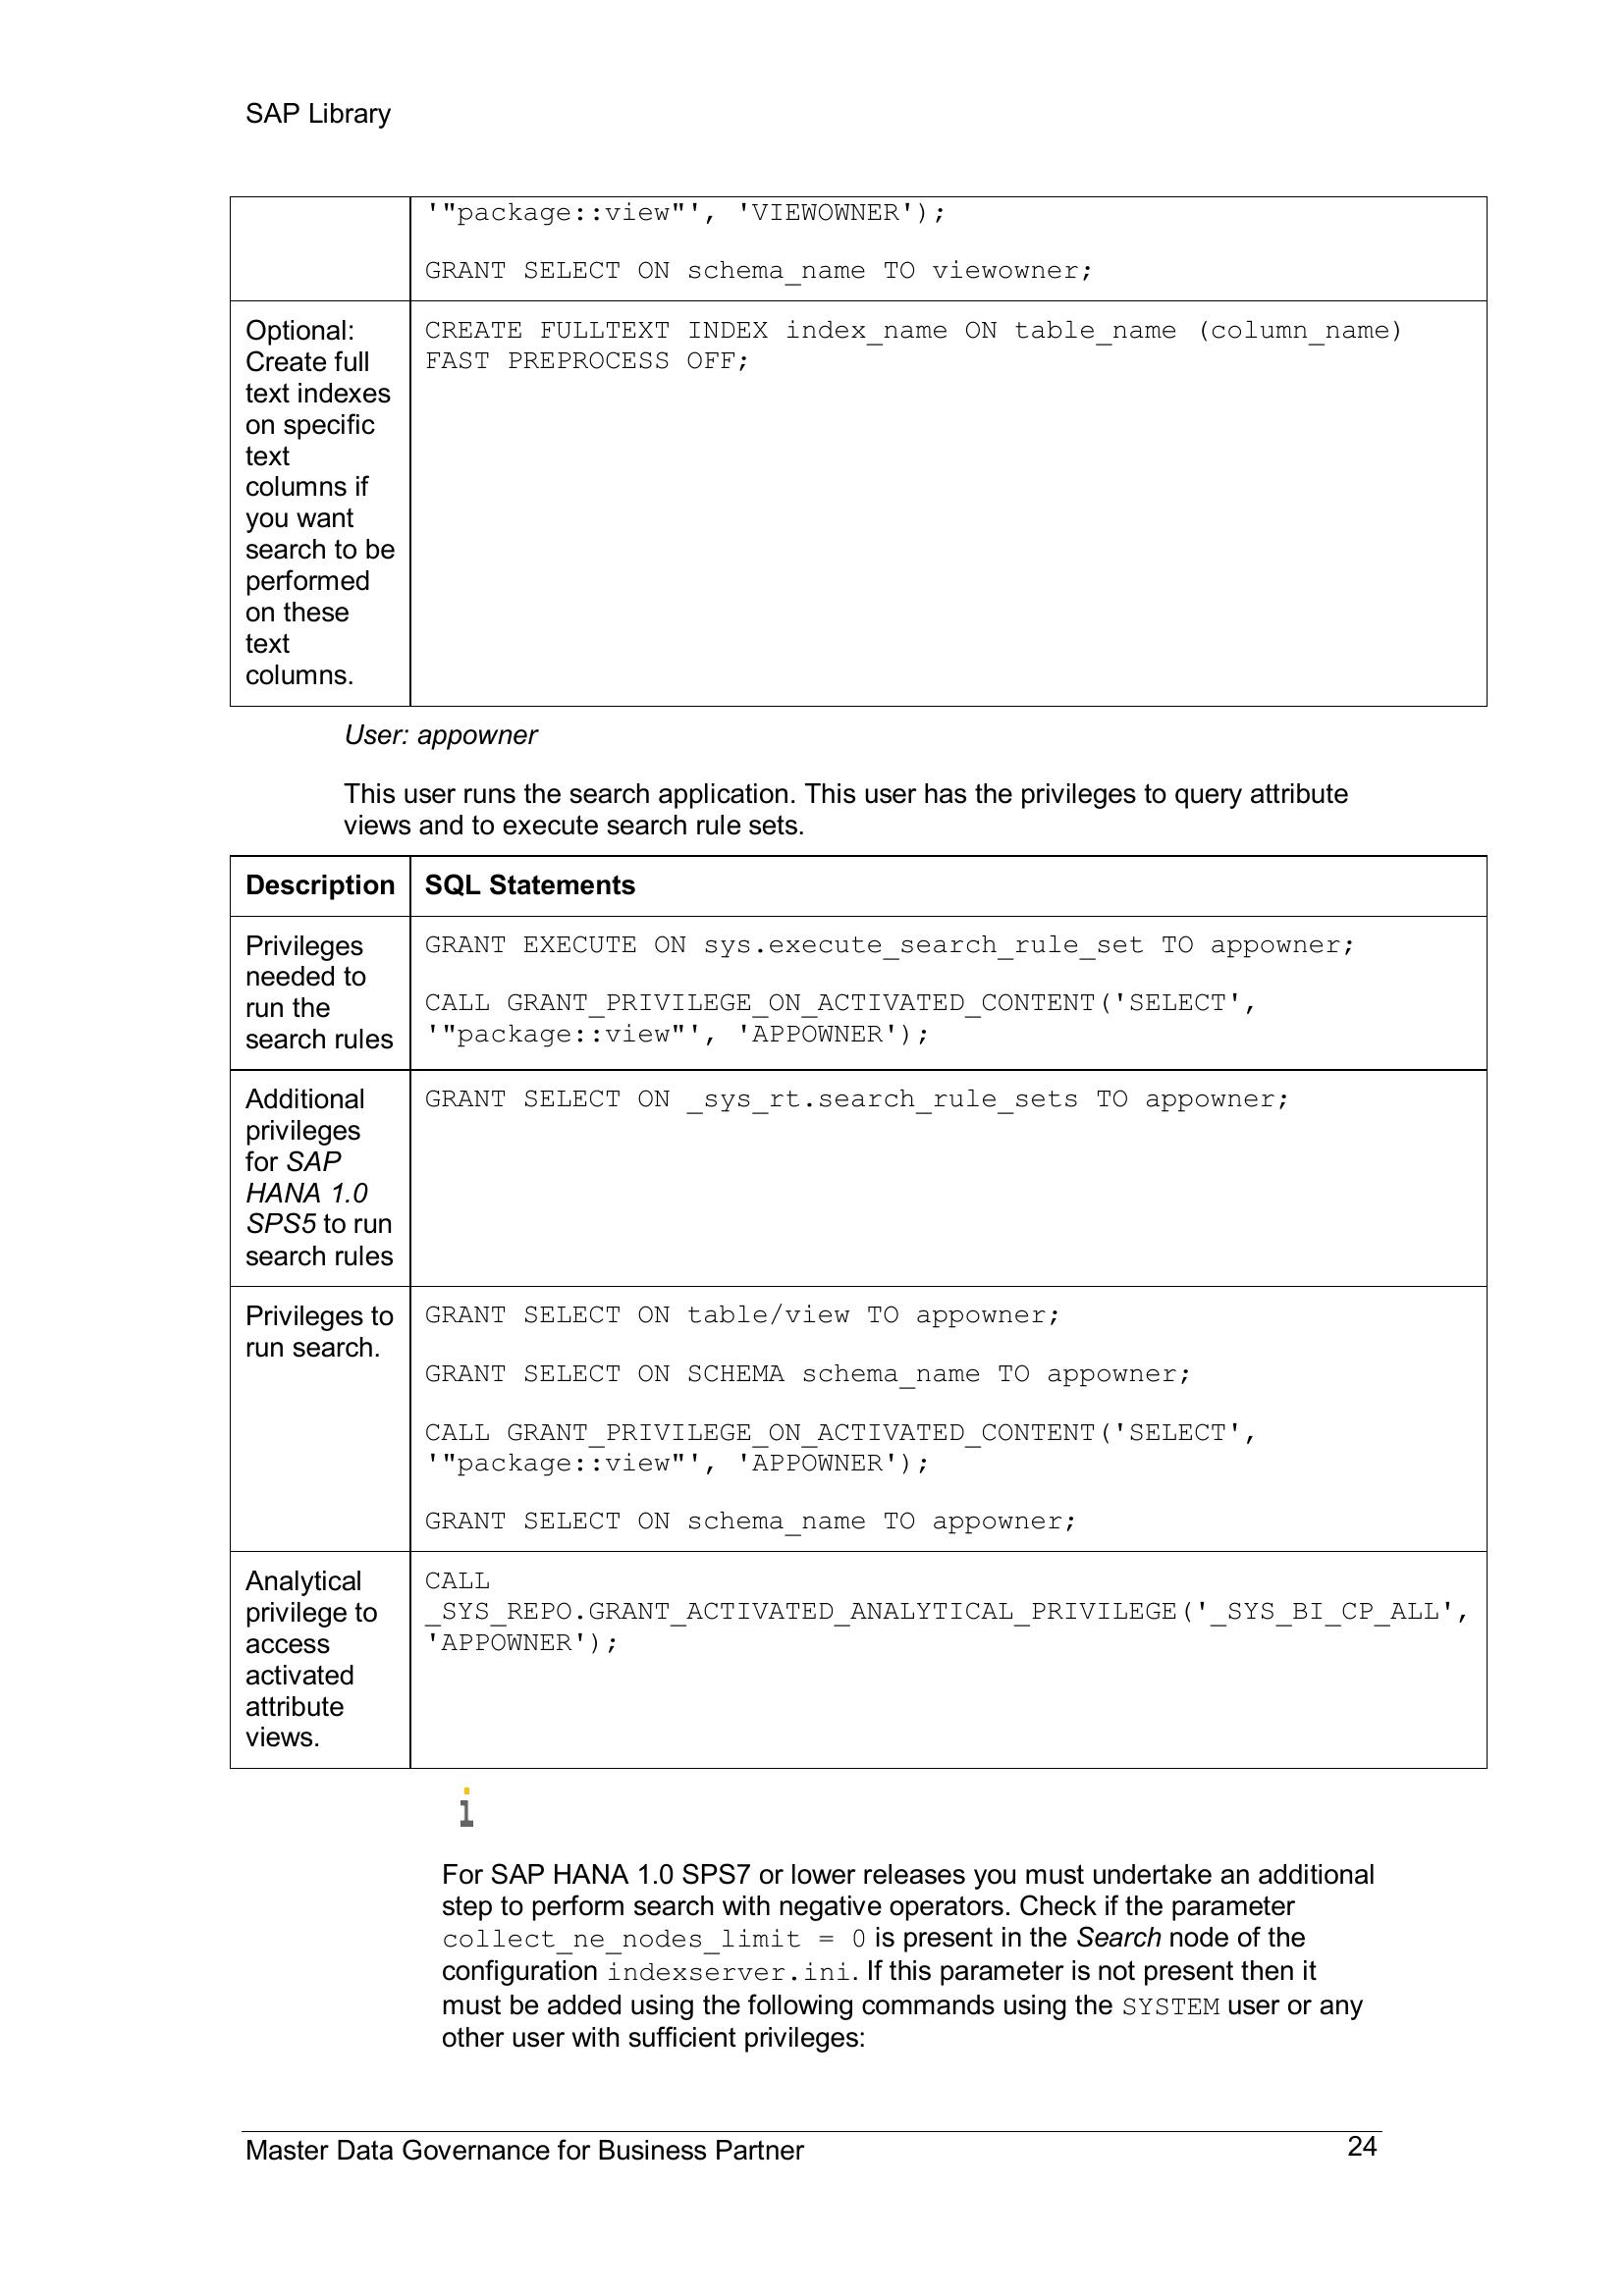 SAP Library
'"package::view"', 'VIEWOWNER');
GRANT SELECT ON schema_name TO viewowner;
Optional:
Create full
text indexes
on specific
text
columns if
you want
search to be
performed
on these
text
columns.
CREATE FULLTEXT INDEX index_name ON table_name (column_name)
FAST PREPROCESS OFF;
User: appowner
This user runs the search application. This user has the privileges to query attribute
views and to execute search rule sets.
Description
SQL Statements
Privileges
needed to
run the
search rules
GRANT EXECUTE ON sys.execute_search_rule_set TO appowner;
CALL GRANT_PRIVILEGE_ON_ACTIVATED_CONTENT('SELECT',
'"package::view"', 'APPOWNER');
Additional
privileges
for SAP
HANA 1.0
SPS5 to run
search rules
GRANT SELECT ON _sys_rt.search_rule_sets TO appowner;
Privileges to
run search.
GRANT SELECT ON table/view TO appowner;
GRANT SELECT ON SCHEMA schema_name TO appowner;
CALL GRANT_PRIVILEGE_ON_ACTIVATED_CONTENT('SELECT',
'"package::view"', 'APPOWNER');
GRANT SELECT ON schema_name TO appowner;
Analytical
privilege to
access
activated
attribute
views.
CALL
_SYS_REPO.GRANT_ACTIVATED_ANALYTICAL_PRIVILEGE('_SYS_BI_CP_ALL',
'APPOWNER');
For SAP HANA 1.0 SPS7 or lower releases you must undertake an additional
step to perform search with negative operators. Check if the parameter
collect_ne_nodes_limit = 0 is present in the Search node of the
configuration indexserver.ini. If this parameter is not present then it
must be added using the following commands using the SYSTEM user or any
other user with sufficient privileges:
Master Data Governance for Business Partner
24